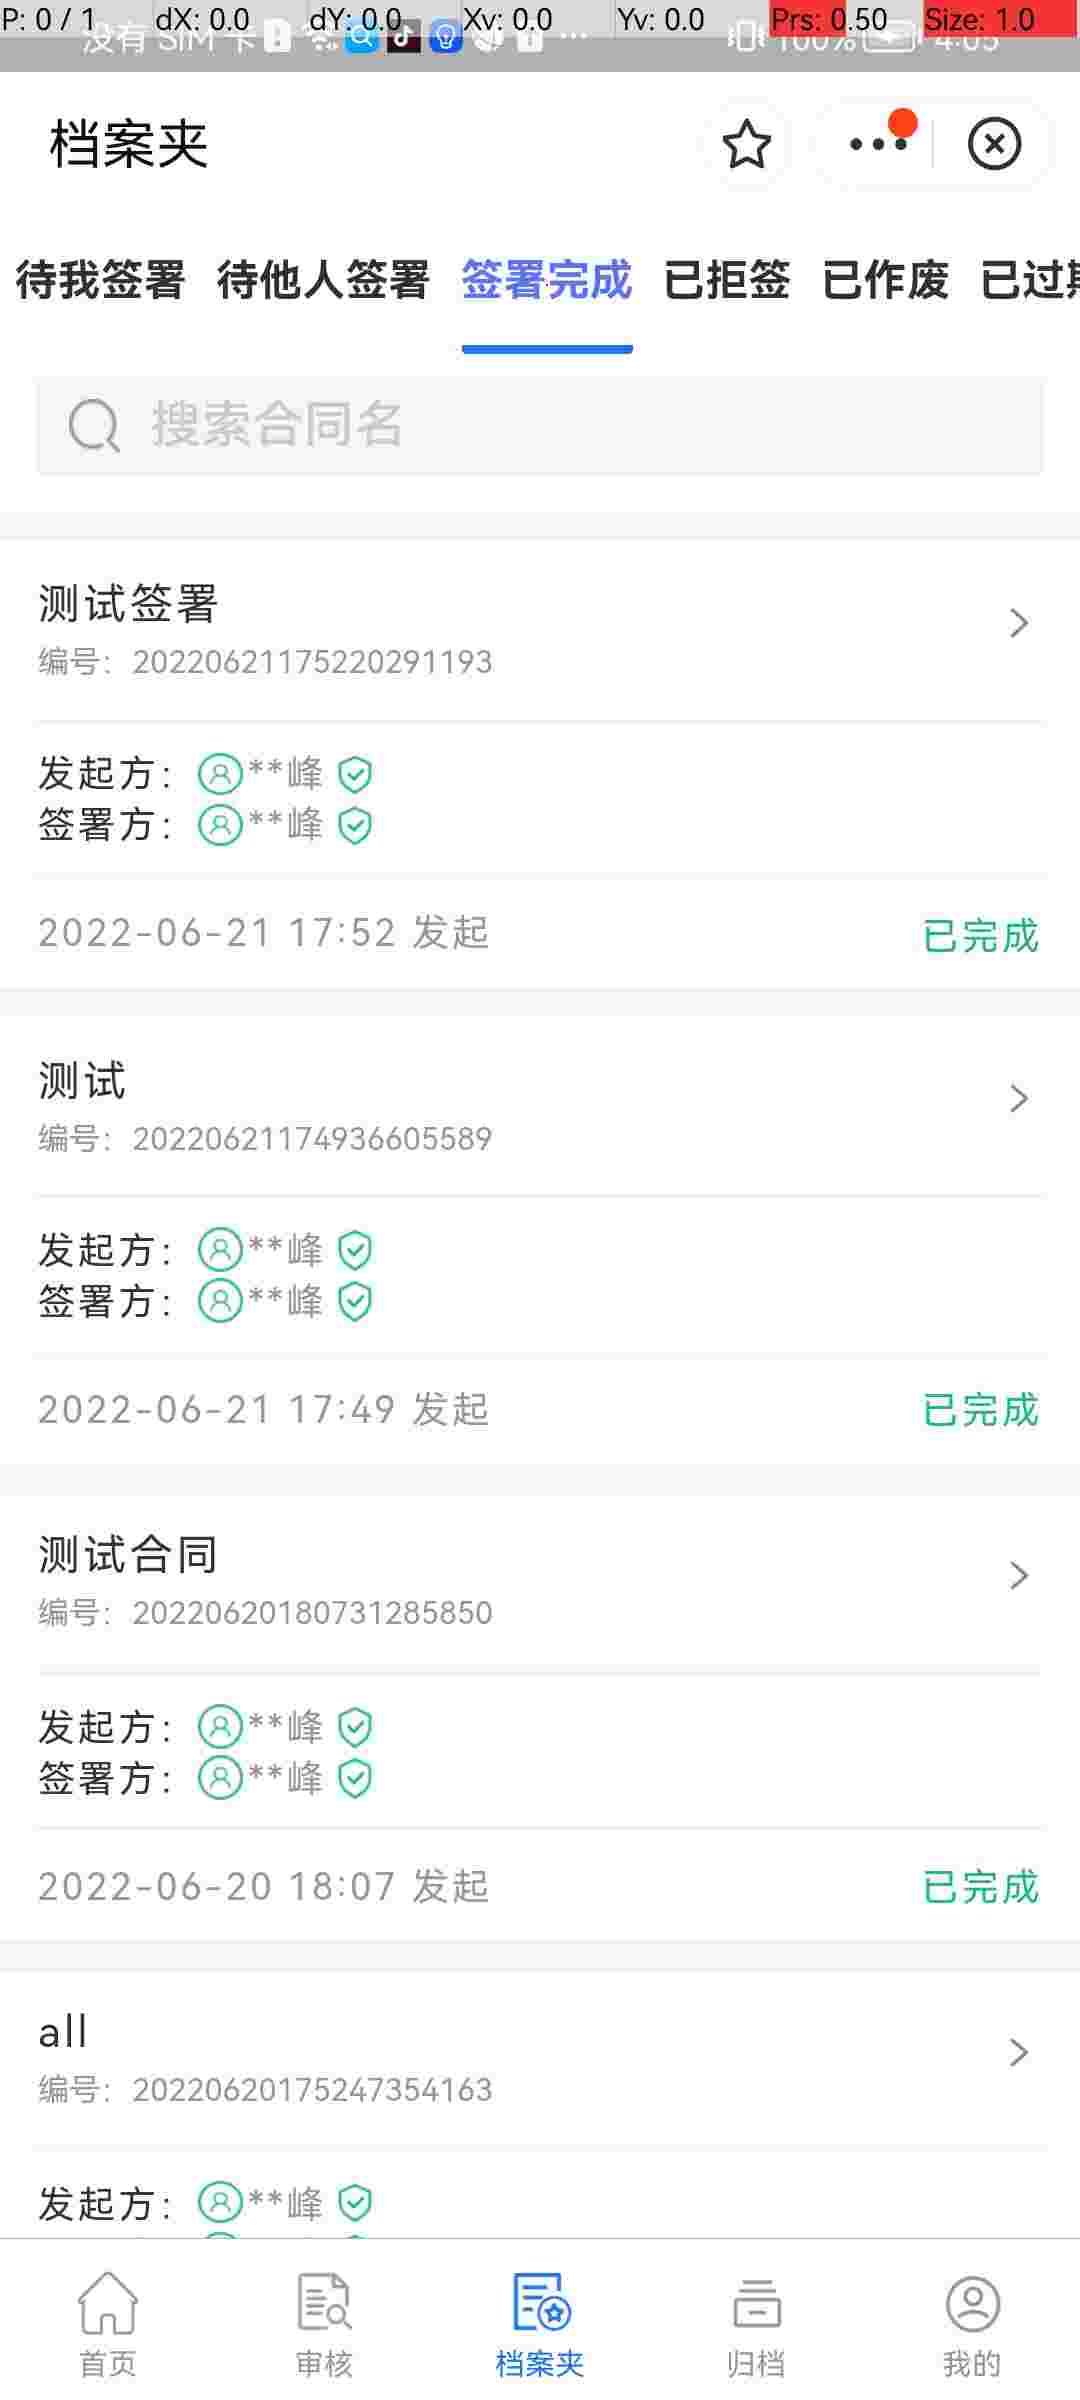 P: 0 / 1 dX: 0.0 dY: 0.0 Xv: 0.0 Yv: 0.0 Prs: 0.50 Size: 1.0
没有 SIM 卡 100% 4:05
档案夹
待我签署 待他人签署 签署完成 已拒签 已作废 已过期
搜索合同名
测试签署
编号: 20220621175220291193
发起方: **峰
签署方: **峰
2022-06-21 17:52 发起 已完成
测试
编号: 20220621174936605589
发起方: **峰
签署方: **峰
2022-06-21 17:49 发起 已完成
测试合同
编号: 20220620180731285850
发起方: **峰
签署方: **峰
2022-06-20 18:07 发起 已完成
all
编号: 20220620175247354163
发起方: **峰
首页 审核 档案夹 归档 我的